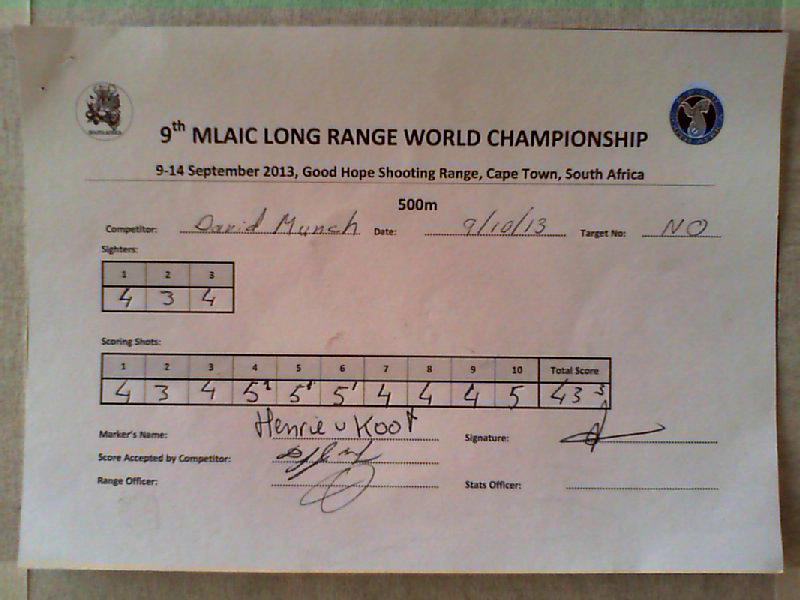 9th MLAIC LONG RANGE WORLD CHAMPIONSHIP
9-14 September 2013, Good Hope Shooting Range, Cape Town, South Africa
500m
Competitor: David Munch Date: 9/10/13 Target No: NO
Sighters:
1 2 3
4 3 4
Scoring Shots:
1 2 3 4 5 6 7 8 9 10 Total Score
4 3 4 5 5 5 4 4 4 5 43
Marker's Name: Henrie v Koot Signature:
Score Accepted by Competitor:
Range Officer: Stats Officer: